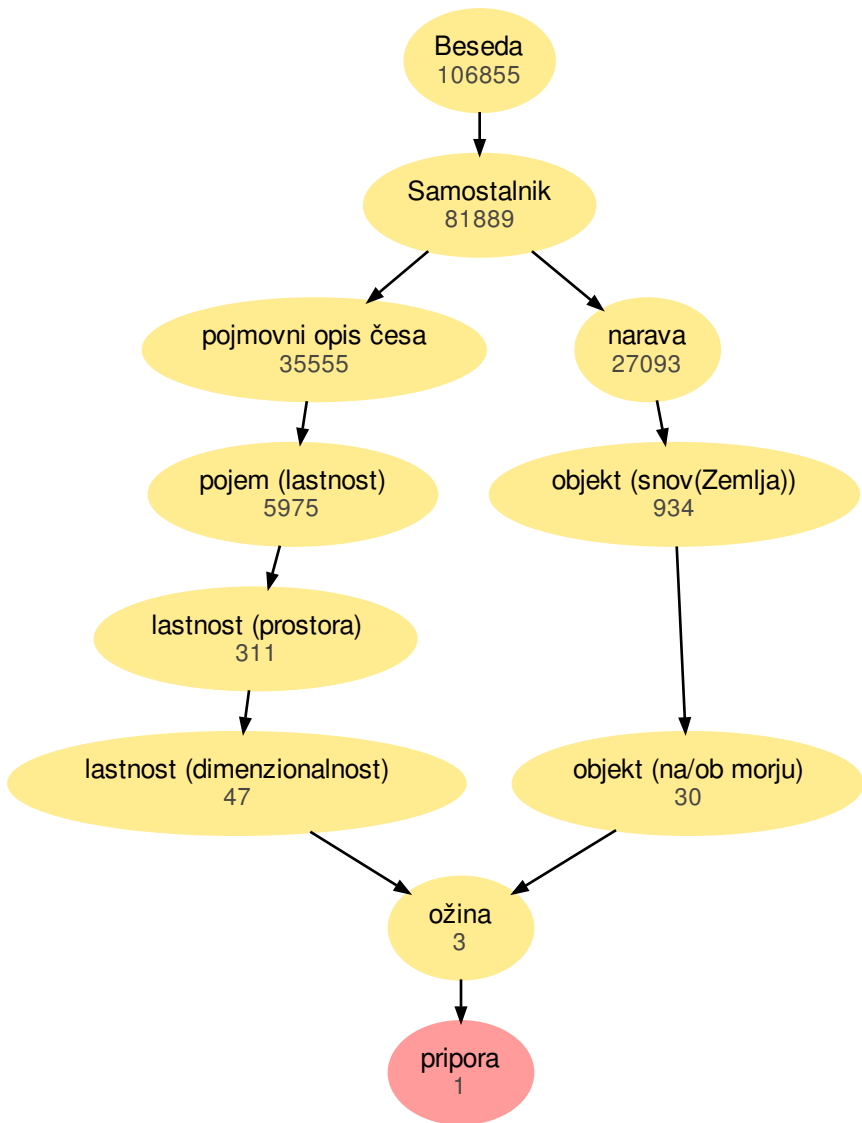 Beseda
106855
Samostalnik
81889
pojmovni opis česa
35555
narava
27093
pojem (lastnost)
5975
objekt (snov(Zemlja))
934
lastnost (prostora)
311
lastnost (dimenzionalnost)
47
objekt (na/ob morju)
30
ožina
3
pripora
1